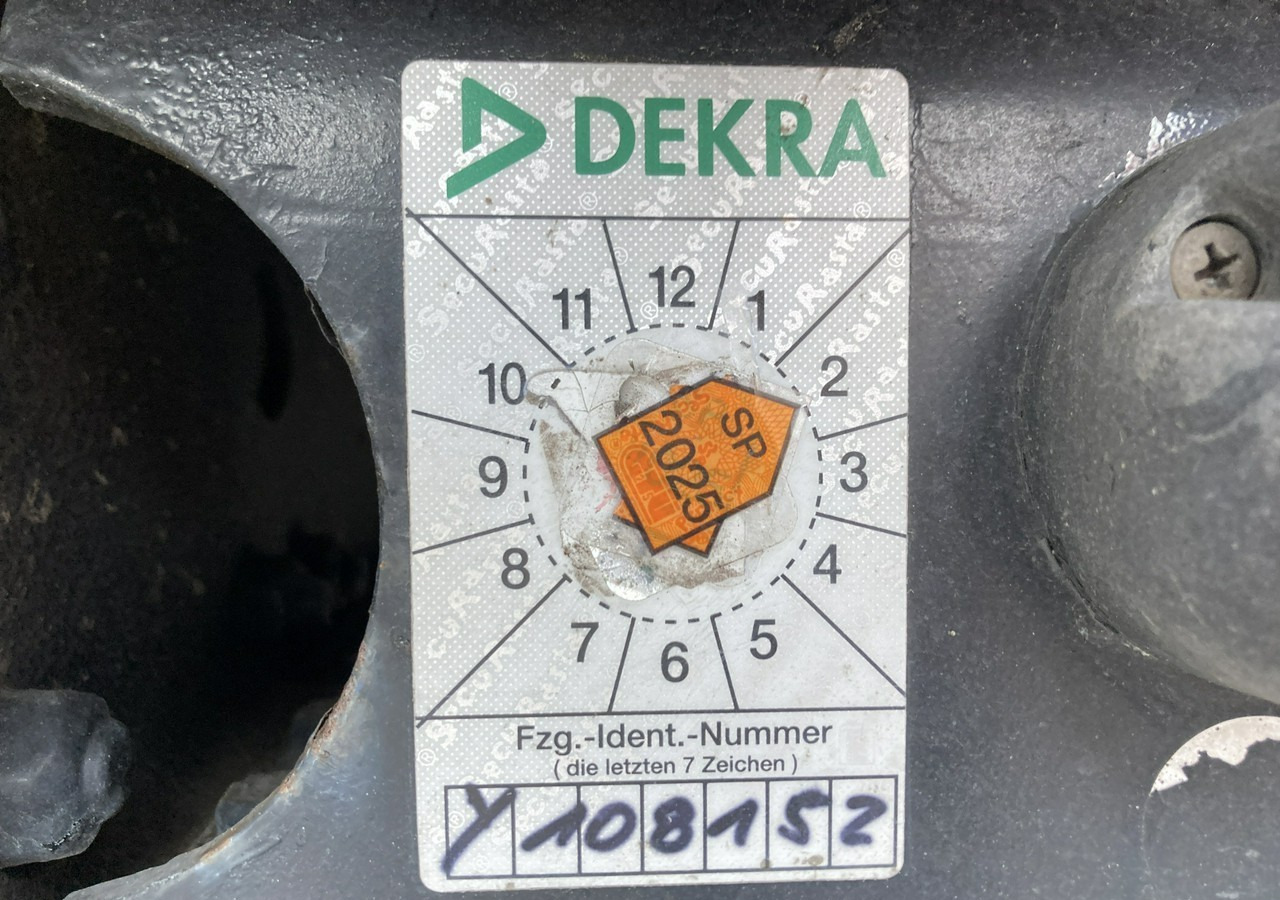 DEKRA
11 12 1
10 2
9 3
8 4
7 6 5
SP
2025
Fzg.-Ident.-Nummer
( die letzten 7 Zeichen )
Y108152